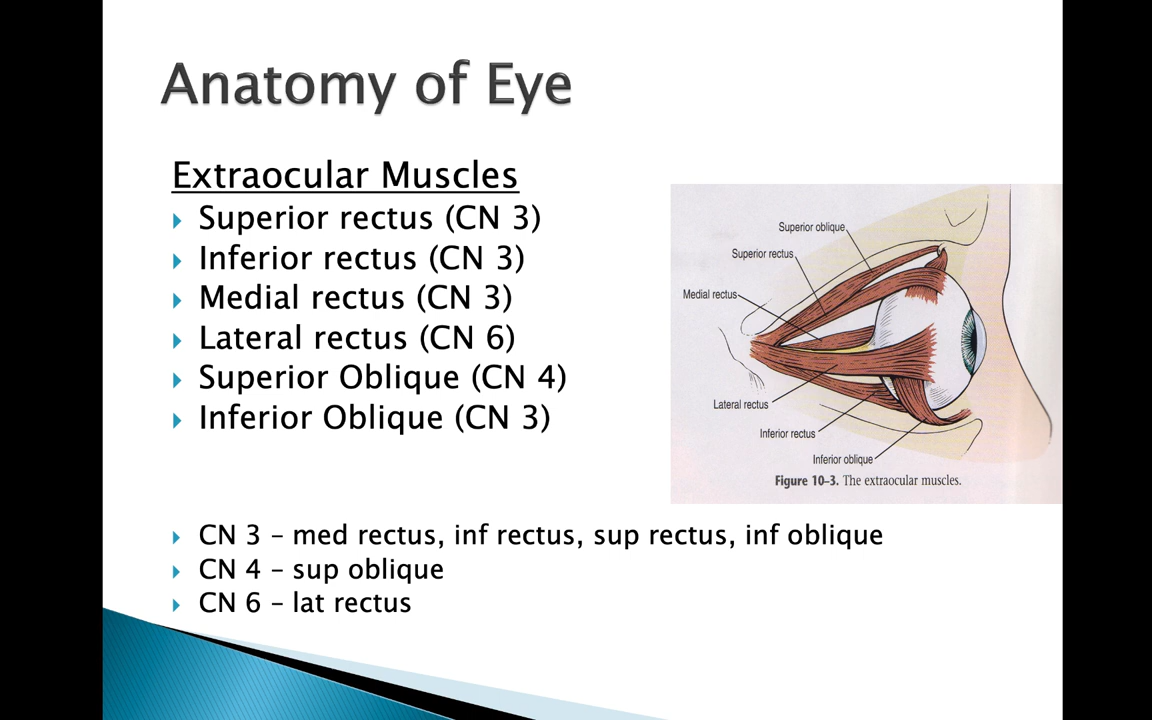 Anatomy of Eye
Extraocular Muscles
Superior rectus (CN 3)
Inferior rectus (CN 3)
Medial rectus (CN 3)
Lateral rectus (CN 6)
Superior Oblique (CN 4)
Inferior Oblique (CN 3)
Superior oblique
Superior rectus
Medial rectus
Lateral rectus
Inferior rectus
Inferior oblique
Figure 10–3. The extraocular muscles.
CN 3 – med rectus, inf rectus, sup rectus, inf oblique
CN 4 – sup oblique
CN 6 – lat rectus